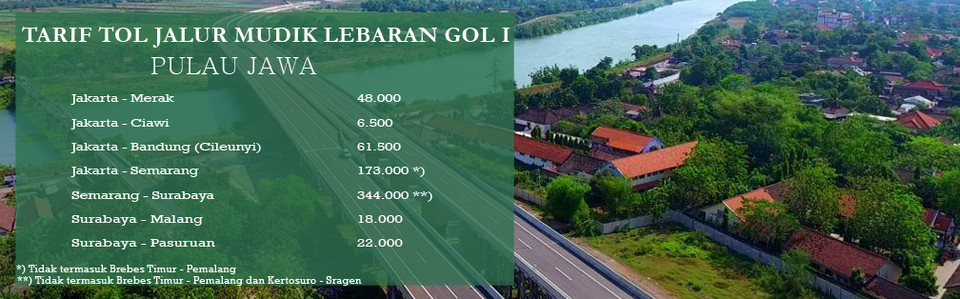 TARIF TOL JALUR MUDIK LEBARAN GOL I
PULAU JAWA
Jakarta - Merak 48.000
Jakarta - Ciawi 6.500
Jakarta - Bandung (Cileunyi) 61.500
Jakarta - Semarang 173.000 *)
Semarang - Surabaya 344.000 **)
Surabaya - Malang 18.000
Surabaya - Pasuruan 22.000
*) Tidak termasuk Brebes Timur - Pemalang
**) Tidak termasuk Brebes Timur - Pemalang dan Kertosuro - Sragen